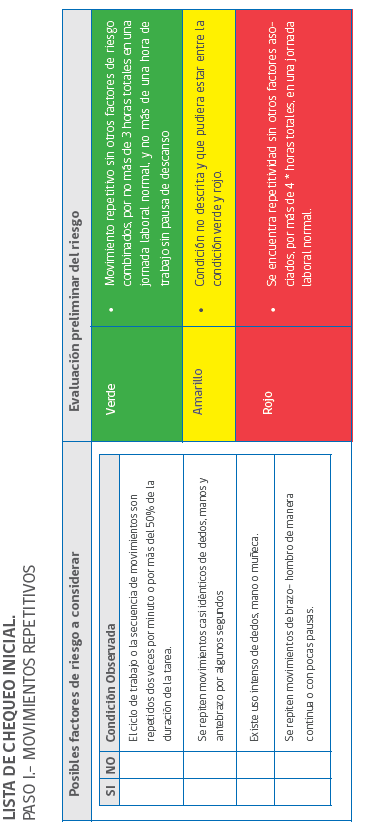 LISTA DE CHEQUEO INICIAL.
PASO I.- MOVIMIENTOS REPETITIVOS
Posibles factores de riesgo a considerar
SI
NO
Condición Observada
El ciclo de trabajo o la secuencia de movimientos son
repetidos dos veces por minuto o por màs del 50% de la
duración de la tarea.
Se repiten movimientos casi idènticos de dedos, manos y
antebrazo por algunos segundos
Existe uso intenso de dedos, mano o muñeca.
Se repiten movimientos de brazo- hombro de manera
continua o con pocas pausas.
Evaluación preliminar del riesgo
Verde
• Movimiento repetitivo sin otros factores de riesgo
combinados, por no más de 3 horas totales en una
jornada laboral normal, y no más de una hora de
trabajo sin pausa de descanso
Amarillo
• Condición no descrita y que pudiera estar entre la
condición verde y rojo.
Rojo
• Se encuentra repetitividad sin otros factores aso-
ciados, por más de 4 * horas totales, en una jornada
laboral normal.